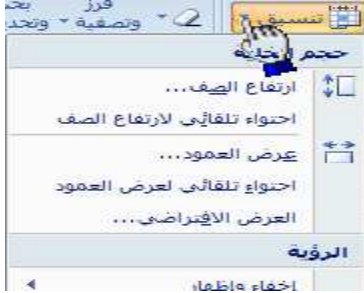 فرز
وتصفية
وتحد
تنسيق
حجم الخلية
ارتفاع الصف...
احتواء تلقائي لارتفاع الصف
عرض العمود...
احتواء تلقائي لعرض العمود
العرض الافتراضي...
الرؤية
إخفاء وإظهار